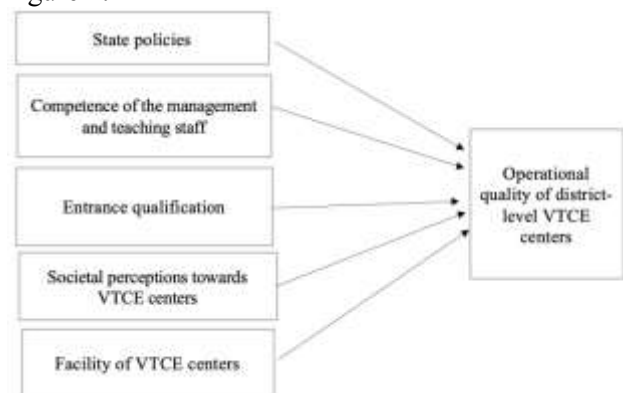 State policies
Competence of the management
and teaching staff
Entrance qualification
Societal perceptions towards
VTCE centers
Facility of VTCE centers
Operational
quality of district-
level VTCE
centers